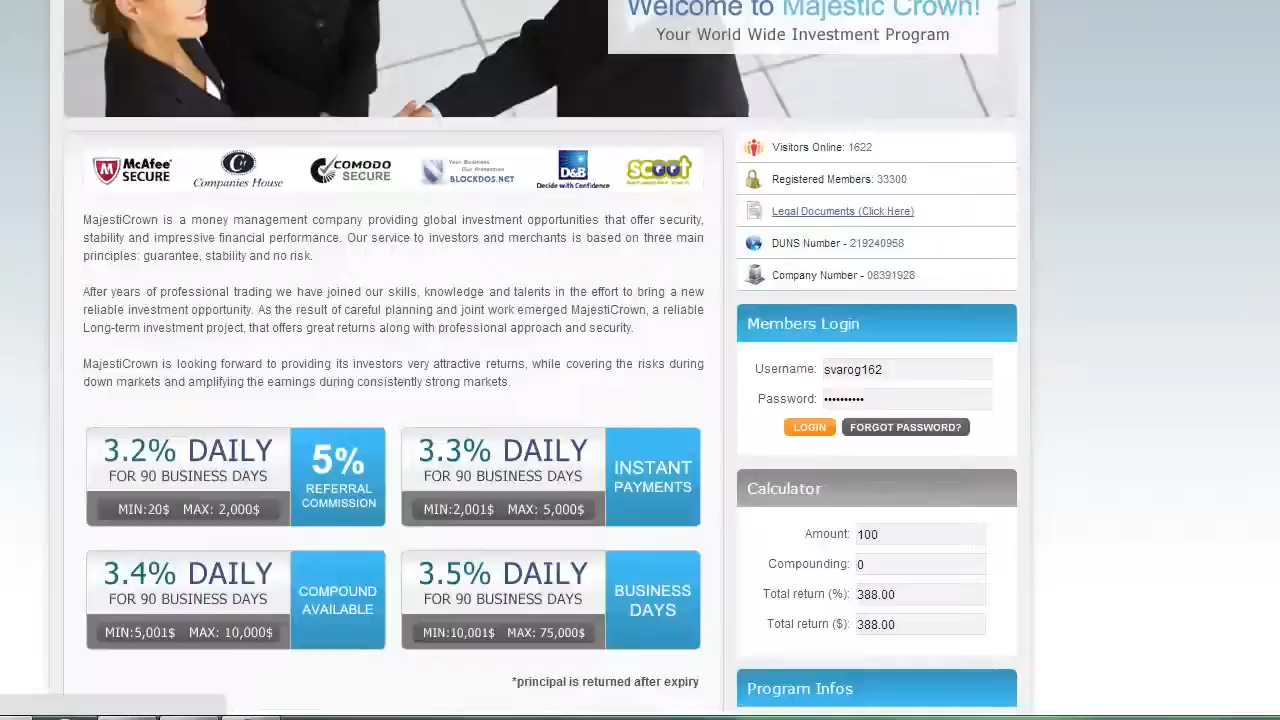 Welcome to Majestic Crown!
Your World Wide Investment Program
McAfee SECURE
Companies House
COMODO SECURE
Your Business
Our Protection
BLOCKDOS.NET
D&B
Decide with Confidence
scoot
MajestiCrown is a money management company providing global investment opportunities that offer security,
stability and impressive financial performance. Our service to investors and merchants is based on three main
principles: guarantee, stability and no risk.
After years of professional trading we have joined our skills, knowledge and talents in the effort to bring a new
reliable investment opportunity. As the result of careful planning and joint work emerged MajestiCrown, a reliable
Long-term investment project, that offers great returns along with professional approach and security.
MajestiCrown is looking forward to providing its investors very attractive returns, while covering the risks during
down markets and amplifying the earnings during consistently strong markets.
3.2% DAILY
FOR 90 BUSINESS DAYS
MIN:20$ MAX: 2,000$
5%
REFERRAL
COMMISSION
3.3% DAILY
FOR 90 BUSINESS DAYS
MIN:2,001$ MAX: 5,000$
INSTANT
PAYMENTS
3.4% DAILY
FOR 90 BUSINESS DAYS
MIN:5,001$ MAX: 10,000$
COMPOUND
AVAILABLE
3.5% DAILY
FOR 90 BUSINESS DAYS
MIN:10,001$ MAX: 75,000$
BUSINESS
DAYS
*principal is returned after expiry
Visitors Online: 1622
Registered Members: 33300
Legal Documents (Click Here)
DUNS Number - 219240958
Company Number - 08391928
Members Login
Username: svarog162
Password: ••••••••••
LOGIN FORGOT PASSWORD?
Calculator
Amount: 100
Compounding: 0
Total return (%): 388.00
Total return ($): 388.00
Program Infos